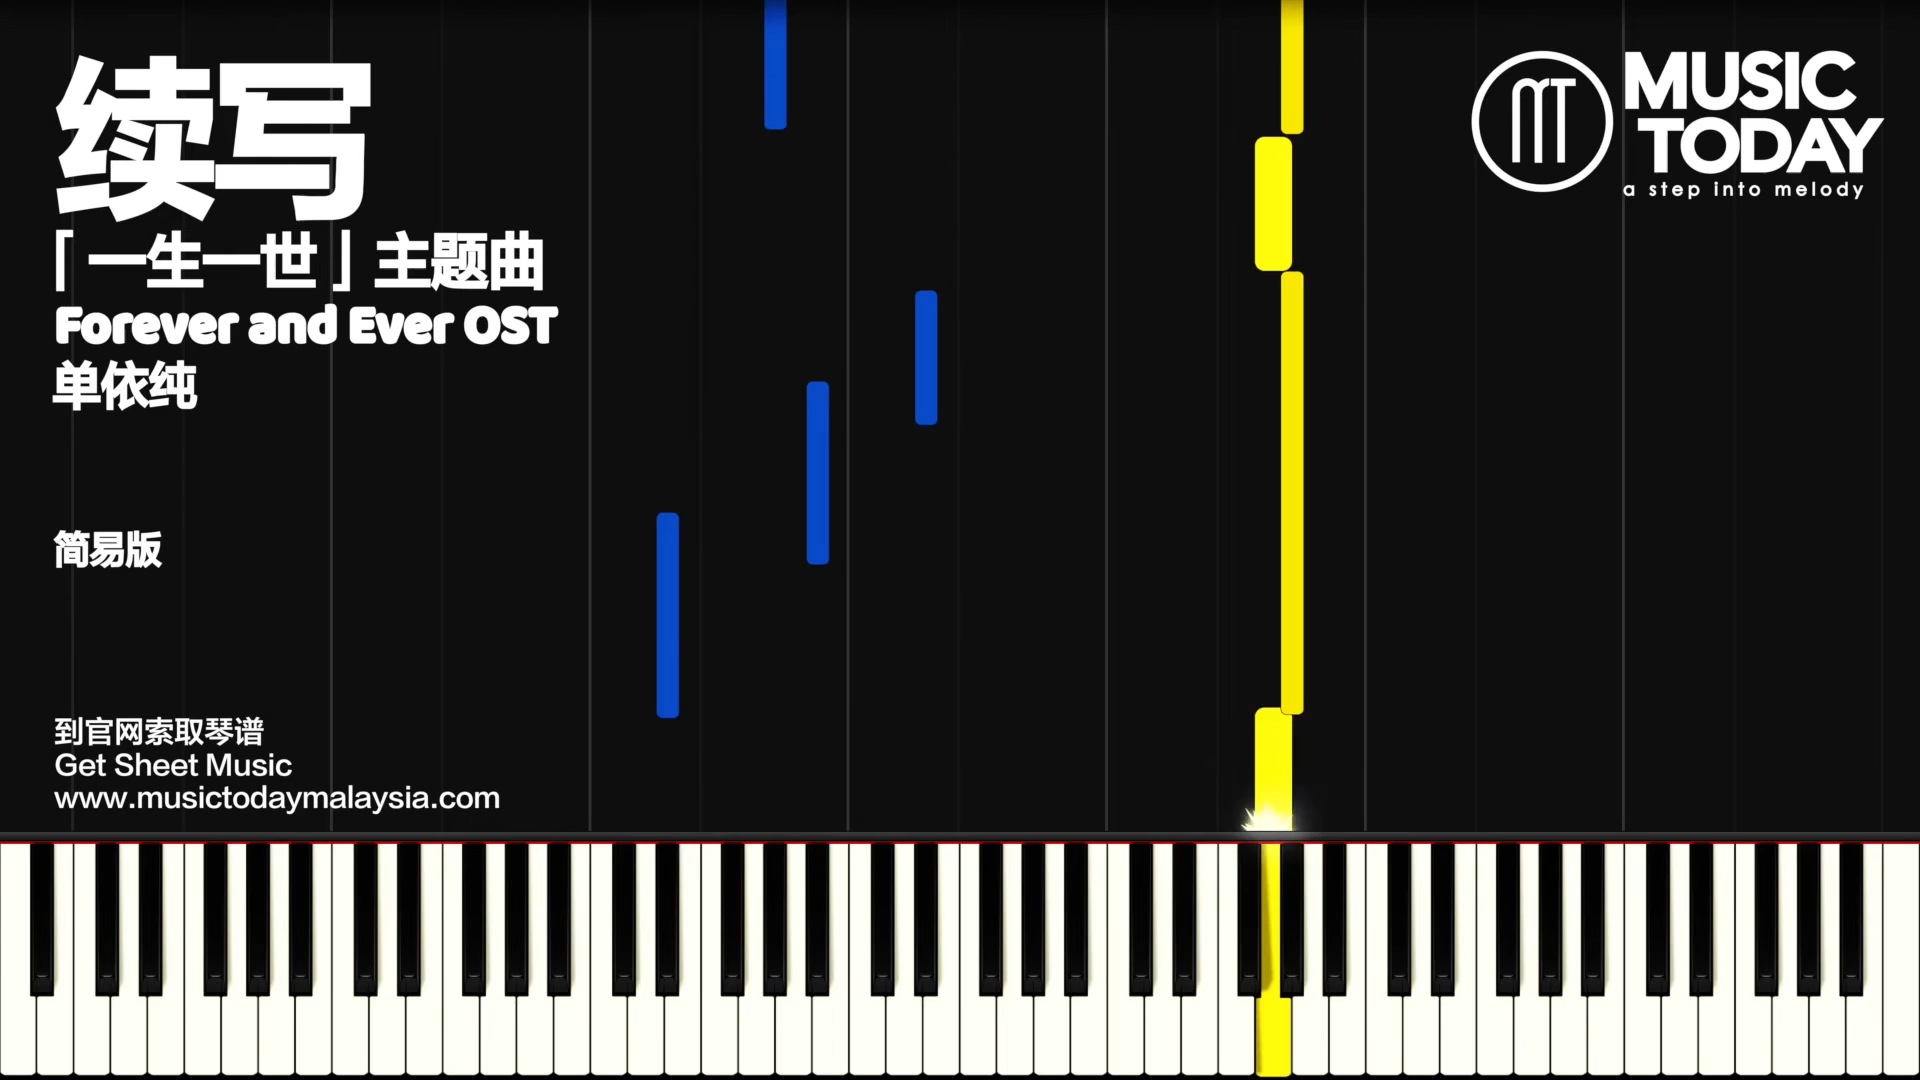 续写
「一生一世」主题曲
Forever and Ever OST
单依纯
简易版
到官网索取琴谱
Get Sheet Music
www.musictodaymalaysia.com
MT
MUSIC
TODAY
a step into melody